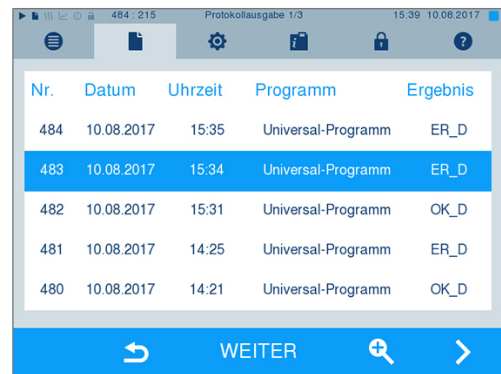 484 : 215 Protokollausgabe 1/3 15:39 10.08.2017
Nr. Datum Uhrzeit Programm Ergebnis
484 10.08.2017 15:35 Universal-Programm ER_D
483 10.08.2017 15:34 Universal-Programm ER_D
482 10.08.2017 15:31 Universal-Programm OK_D
481 10.08.2017 14:25 Universal-Programm ER_D
480 10.08.2017 14:21 Universal-Programm OK_D
WEITER